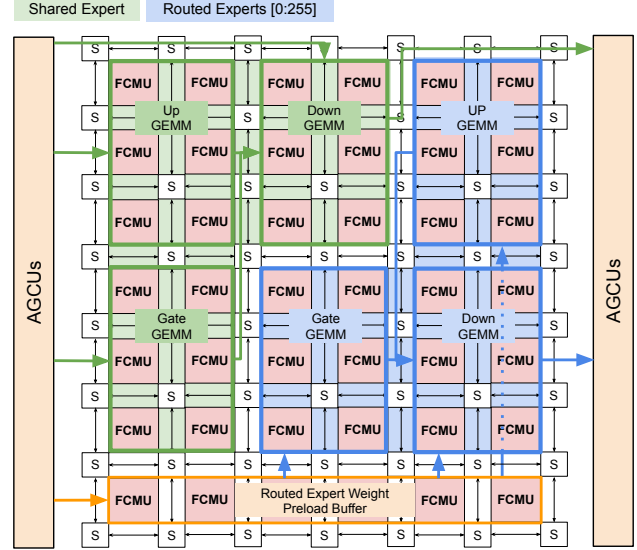 Shared Expert
Routed Experts [0:255]
AGCUs
S S S S S S S
FCMU FCMU FCMU FCMU FCMU FCMU
S Up S Down S UP S
GEMM GEMM GEMM
FCMU FCMU FCMU FCMU FCMU FCMU
S S S S S S S
FCMU FCMU FCMU FCMU FCMU FCMU
S S S S S S S
FCMU FCMU FCMU FCMU FCMU FCMU
S Gate S Gate S Down S
GEMM GEMM GEMM
FCMU FCMU FCMU FCMU FCMU FCMU
S S S S S S S
FCMU FCMU FCMU FCMU FCMU FCMU
S S S S S S S
FCMU FCMU Routed Expert Weight FCMU FCMU
Preload Buffer
S S S S S S S
AGCUs